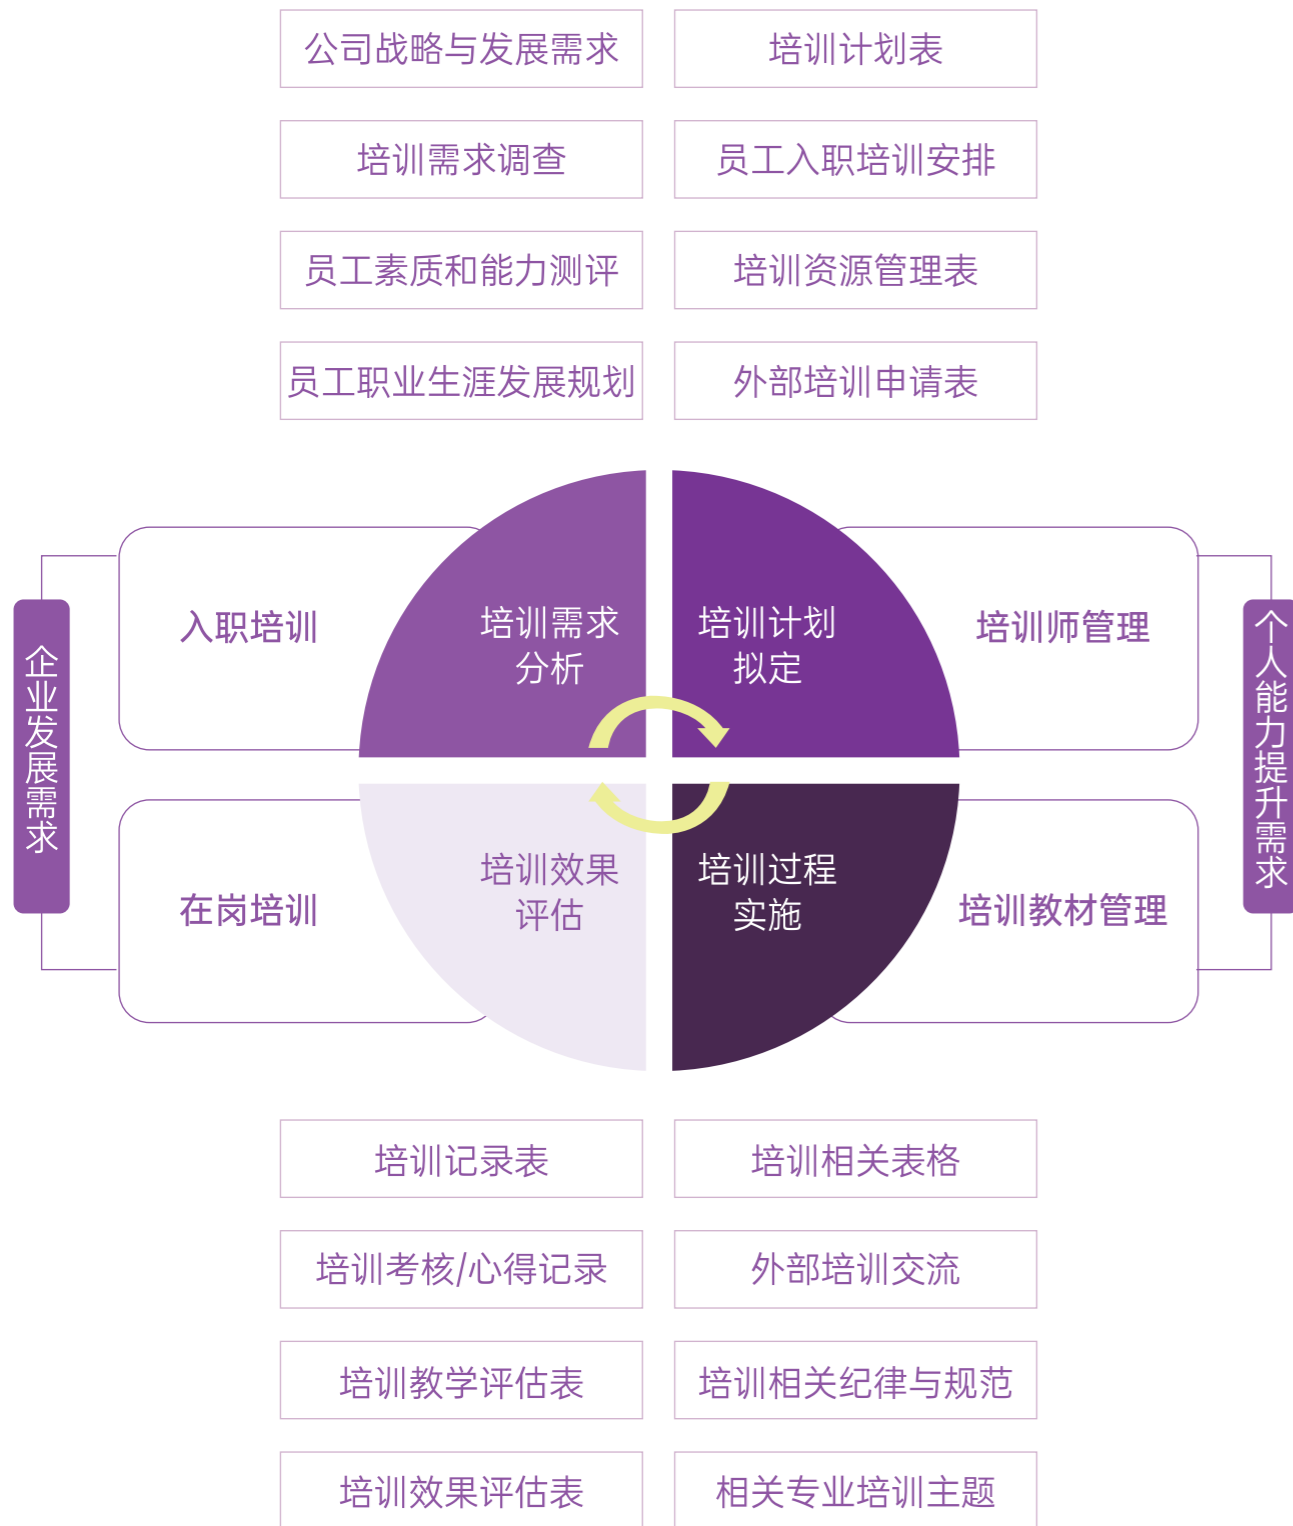 公司战略与发展需求
培训计划表
培训需求调查
员工入职培训安排
员工素质和能力测评
培训资源管理表
员工职业生涯发展规划
外部培训申请表
企业发展需求
入职培训
培训需求
分析
培训计划
拟定
培训师管理
个人能力提升需求
在岗培训
培训效果
评估
培训过程
实施
培训教材管理
培训记录表
培训相关表格
培训考核/心得记录
外部培训交流
培训教学评估表
培训相关纪律与规范
培训效果评估表
相关专业培训主题